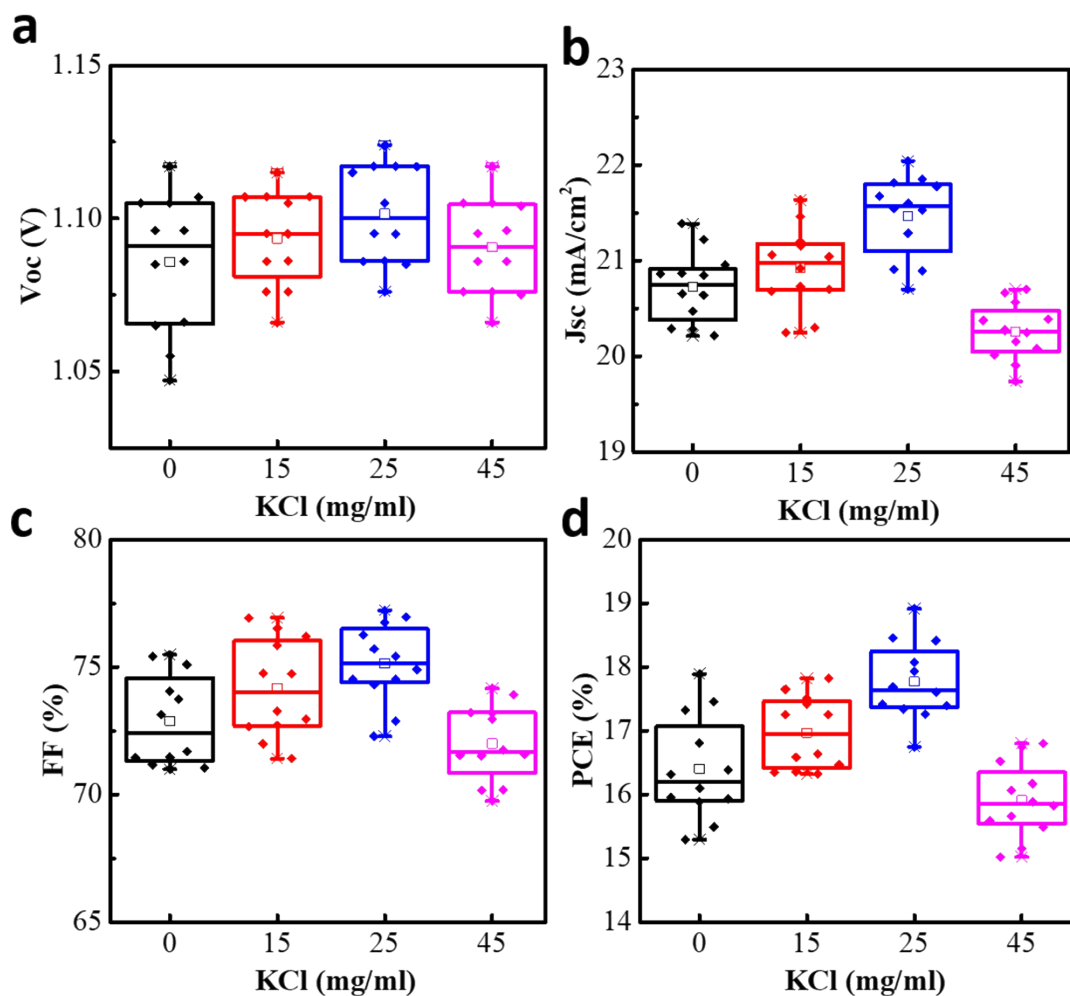 a
Voc (V)
1.15
1.10
1.05
0 15 25 45
KCl (mg/ml)
b
Jsc (mA/cm²)
23
22
21
20
19
0 15 25 45
KCl (mg/ml)
c
FF (%)
80
75
70
65
0 15 25 45
KCl (mg/ml)
d
PCE (%)
20
19
18
17
16
15
14
0 15 25 45
KCl (mg/ml)